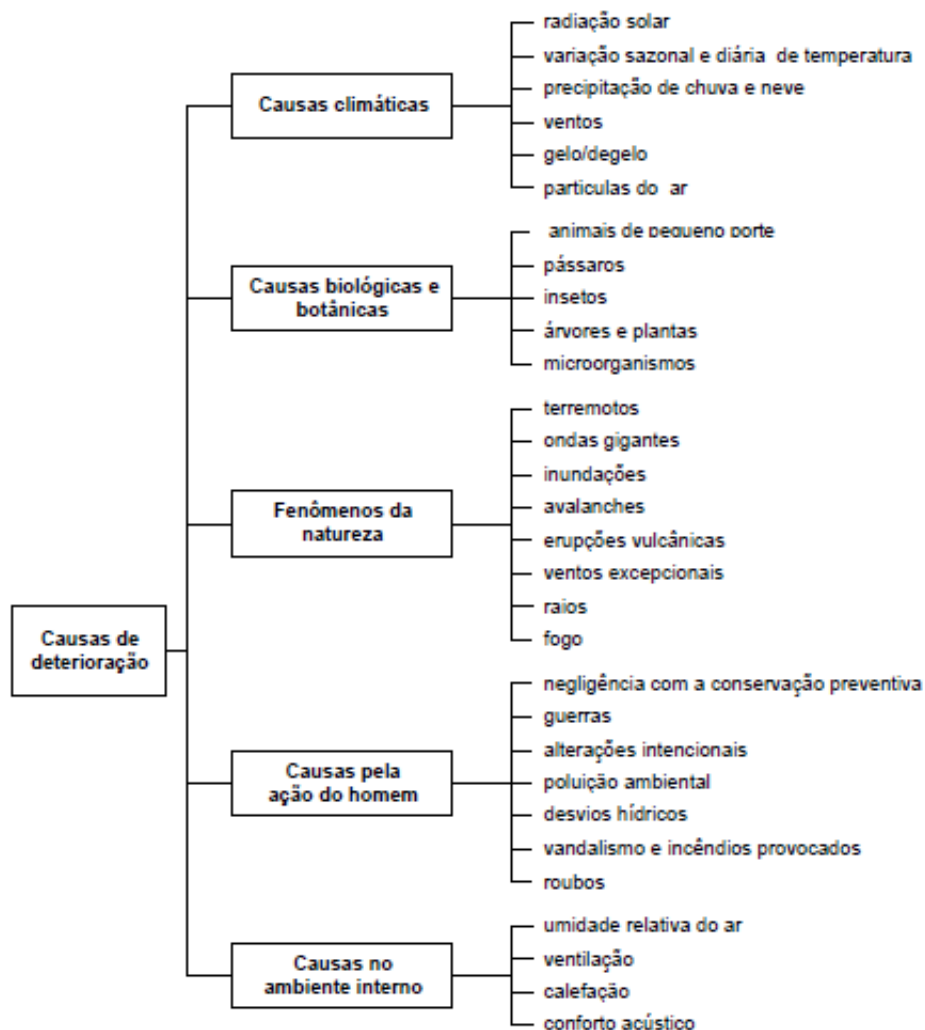 Causas de
deterioração
Causas climáticas
radiação solar
variação sazonal e diária de temperatura
precipitação de chuva e neve
ventos
gelo/degelo
particulas do ar
Causas biológicas e
botânicas
animais de pequeno porte
pássaros
insetos
árvores e plantas
microorganismos
Fenômenos da
natureza
terremotos
ondas gigantes
inundações
avalanches
erupções vulcânicas
ventos excepcionais
raios
fogo
Causas pela
ação do homem
negligência com a conservação preventiva
guerras
alterações intencionais
poluição ambiental
desvios hídricos
vandalismo e incêndios provocados
roubos
Causas no
ambiente interno
umidade relativa do ar
ventilação
calefação
conforto acústico